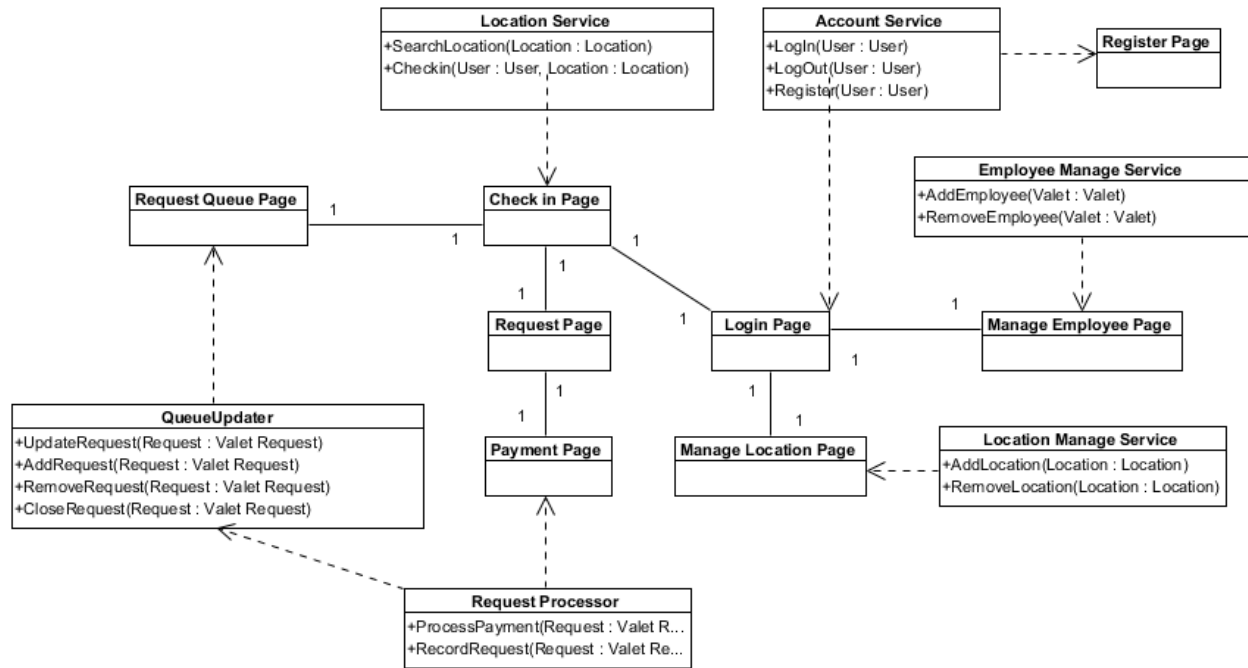 Location Service
+SearchLocation(Location : Location)
+Checkin(User : User, Location : Location)
Account Service
+LogIn(User : User)
+LogOut(User : User)
+Register(User : User)
Register Page
Employee Manage Service
+AddEmployee(Valet : Valet)
+RemoveEmployee(Valet : Valet)
Request Queue Page
1
1
Check in Page
1
1
1
1
Request Page
Login Page
1
1
Manage Employee Page
1
1
1
1
QueueUpdater
+UpdateRequest(Request : Valet Request)
+AddRequest(Request : Valet Request)
+RemoveRequest(Request : Valet Request)
+CloseRequest(Request : Valet Request)
Payment Page
Manage Location Page
Location Manage Service
+AddLocation(Location : Location)
+RemoveLocation(Location : Location)
Request Processor
+ProcessPayment(Request : Valet R...
+RecordRequest(Request : Valet Re...